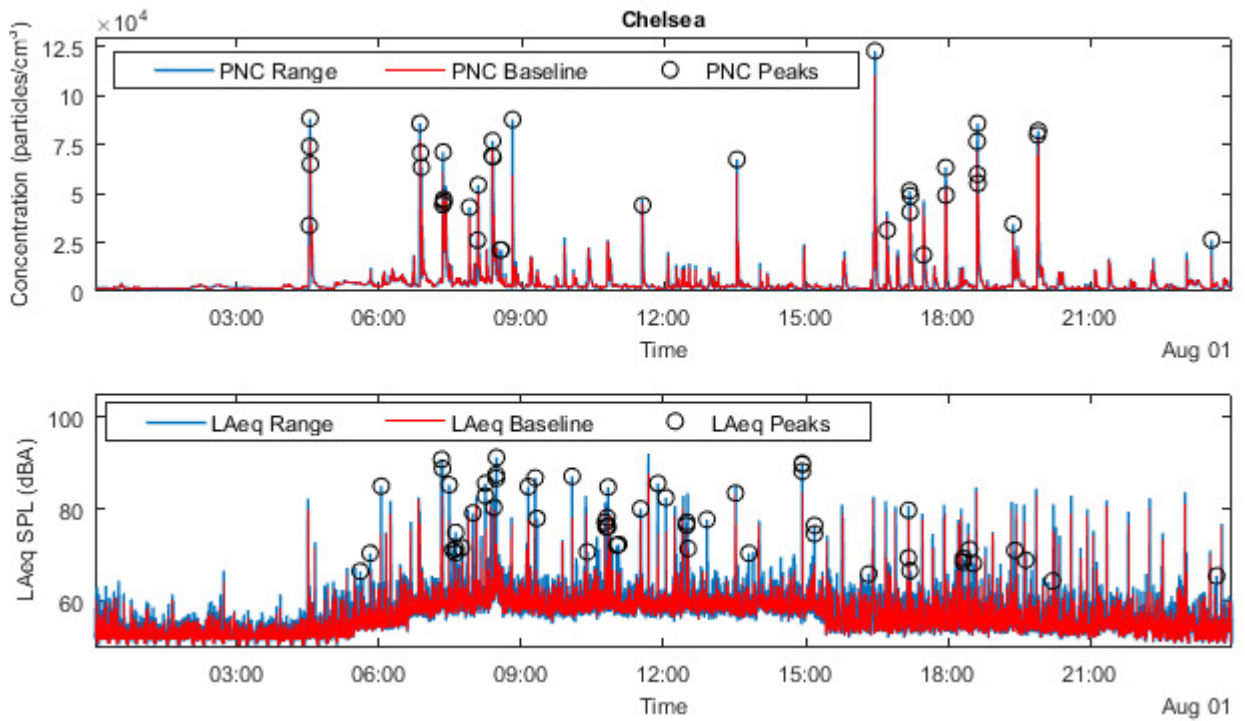 Chelsea
×10⁴
Concentration (particles/cm³)
12.5
10
7.5
5
2.5
0
PNC Range PNC Baseline PNC Peaks
03:00 06:00 09:00 12:00 15:00 18:00 21:00
Time
Aug 01
LAeq SPL (dBA)
100
80
60
LAeq Range LAeq Baseline LAeq Peaks
03:00 06:00 09:00 12:00 15:00 18:00 21:00
Time
Aug 01